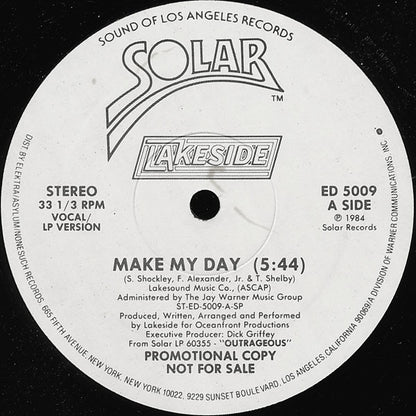 SOUND OF LOS ANGELES RECORDS
SOLAR
TM
LAKESIDE
STEREO
33 1/3 RPM
VOCAL/
LP VERSION
ED 5009
A SIDE
℗ 1984
Solar Records
MAKE MY DAY (5:44)
(S. Shockley, F. Alexander, Jr. & T. Shelby)
Lakesound Music Co., (ASCAP)
Administered by The Jay Warner Music Group
ST-ED-5009-A-SP
Produced, Written, Arranged and Performed
by Lakeside for Oceanfront Productions
Executive Producer: Dick Griffey
From Solar LP 60355 - "OUTRAGEOUS"
PROMOTIONAL COPY
NOT FOR SALE
DIST. BY ELEKTRA/ASYLUM/NONESUCH RECORDS, 665 FIFTH AVENUE, NEW YORK, NEW YORK 10022, 9229 SUNSET BOULEVARD, LOS ANGELES, CALIFORNIA 90069/A DIVISION OF WARNER COMMUNICATIONS, INC